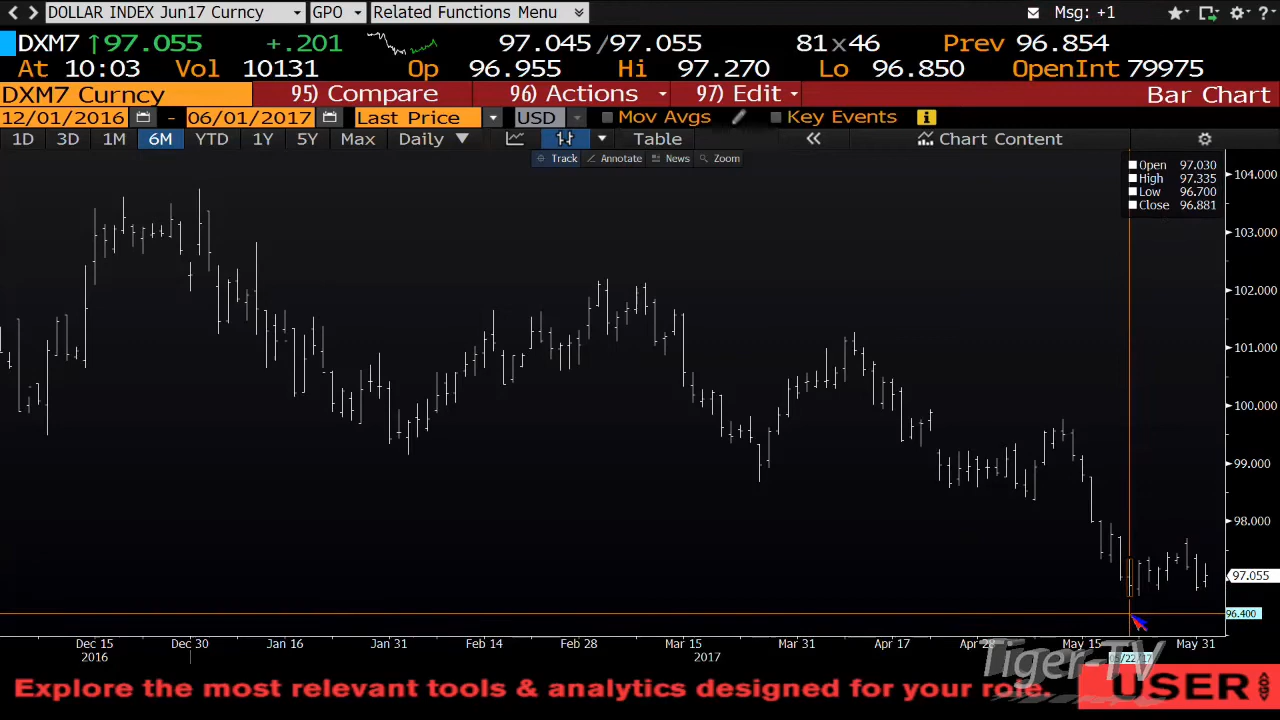 DOLLAR INDEX Jun17 Curncy GPO Related Functions Menu Msg: +1
DXM7 ↑97.055 +.201 97.045/97.055 81x46 Prev 96.854
At 10:03 Vol 10131 Op 96.955 Hi 97.270 Lo 96.850 OpenInt 79975
DXM7 Curncy 95) Compare 96) Actions 97) Edit Bar Chart
12/01/2016 - 06/01/2017 Last Price USD Mov Avgs Key Events
1D 3D 1M 6M YTD 1Y 5Y Max Daily ▼ Table « Chart Content
Track Annotate News Zoom
Open 97.030
High 97.335
Low 96.700
Close 96.881
104.000
103.000
102.000
101.000
100.000
99.000
98.000
97.055
96.400
Dec 15 Dec 30 Jan 16 Jan 31 Feb 14 Feb 28 Mar 15 Mar 31 Apr 17 Apr 28 May 15 May 31
2016 2017 05/22/17
Tiger-TV
Explore the most relevant tools & analytics designed for your role. USER